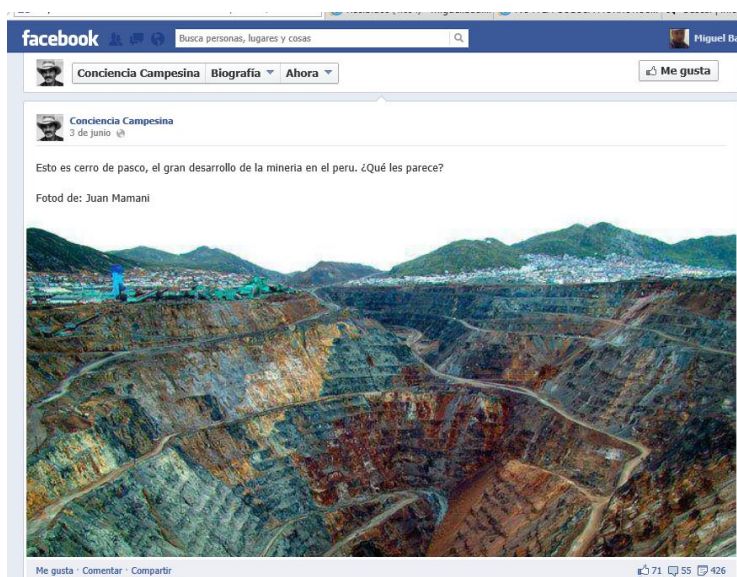 facebook
Busca personas, lugares y cosas
Miguel Ba
Conciencia Campesina Biografía Ahora
Me gusta
Conciencia Campesina
3 de junio
Esto es cerro de pasco, el gran desarrollo de la mineria en el peru. ¿Qué les parece?
Fotod de: Juan Mamani
Me gusta · Comentar · Compartir
71 55 426